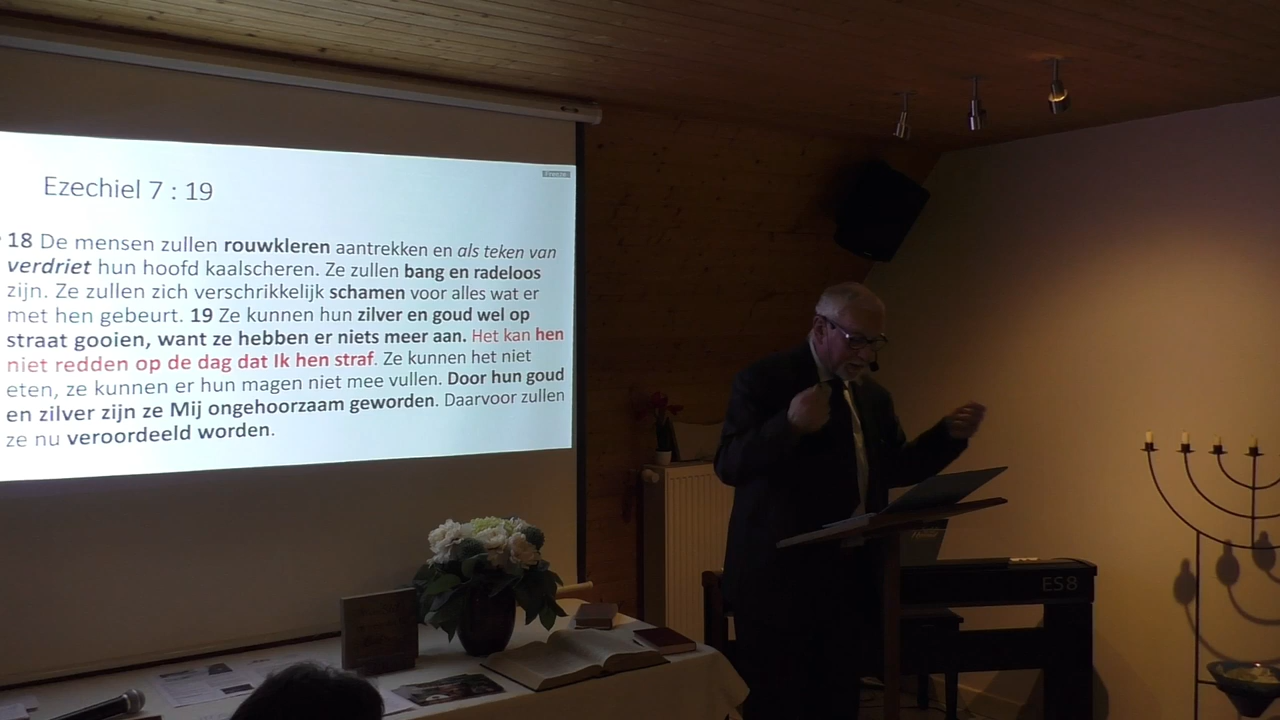 Freeze
Ezechiel 7 : 19
18 De mensen zullen rouwkleren aantrekken en als teken van
verdriet hun hoofd kaalscheren. Ze zullen bang en radeloos
zijn. Ze zullen zich verschrikkelijk schamen voor alles wat er
met hen gebeurt. 19 Ze kunnen hun zilver en goud wel op
straat gooien, want ze hebben er niets meer aan. Het kan hen
niet redden op de dag dat Ik hen straf. Ze kunnen het niet
eten, ze kunnen er hun magen niet mee vullen. Door hun goud
en zilver zijn ze Mij ongehoorzaam geworden. Daarvoor zullen
ze nu veroordeeld worden.
ES8